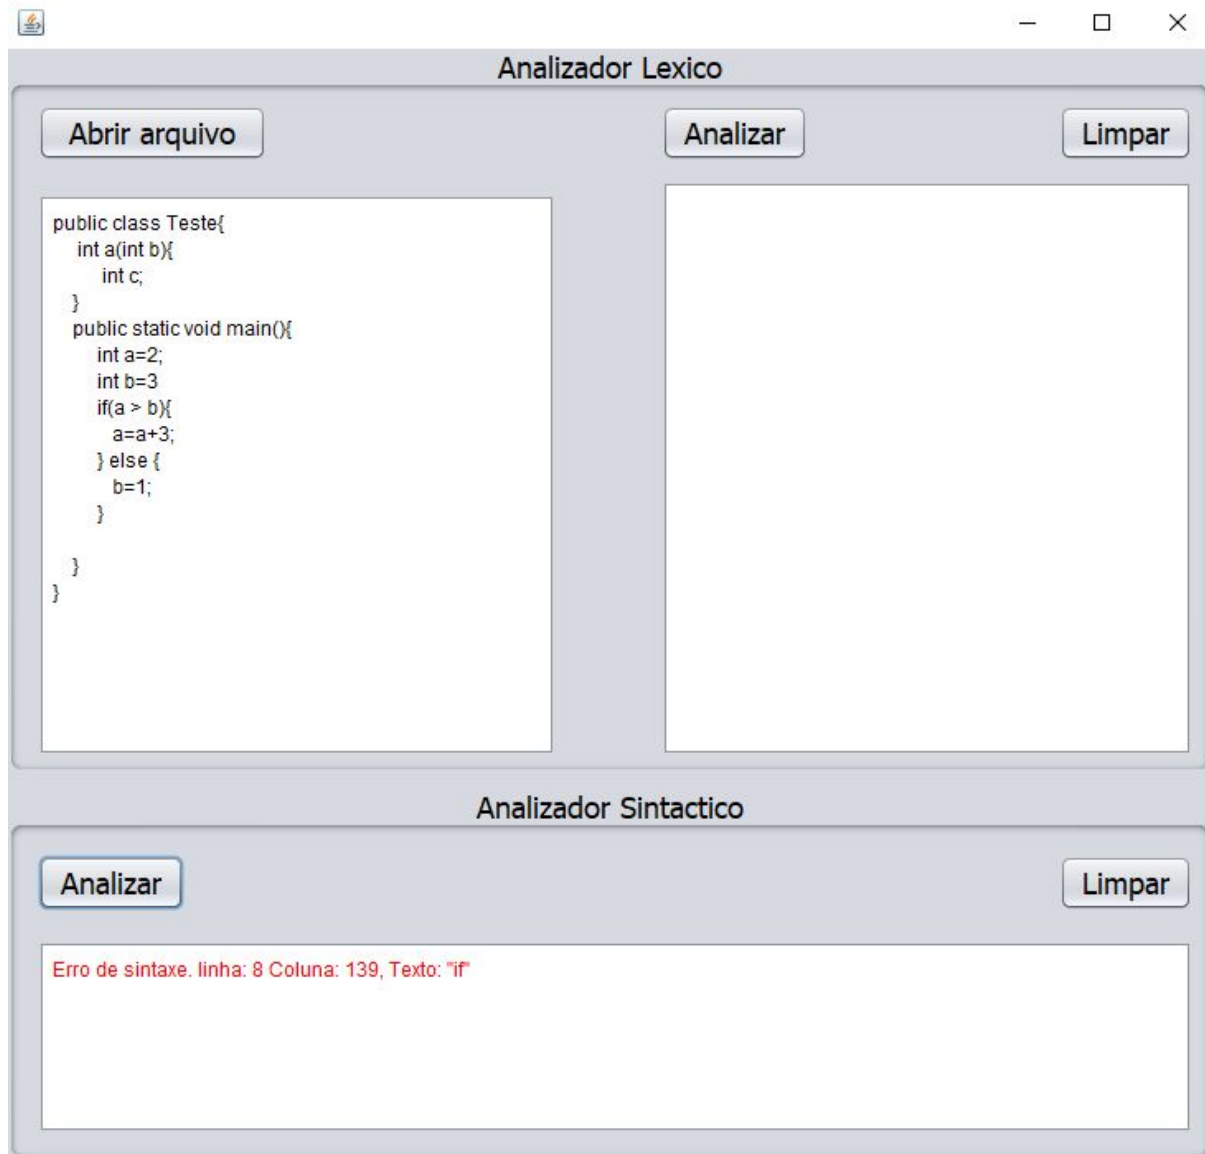 Analizador Lexico
Abrir arquivo
Analizar
Limpar
public class Teste{
int a(int b){
int c;
}
public static void main(){
int a=2;
int b=3
if(a > b){
a=a+3;
} else {
b=1;
}
}
}
Analizador Sintactico
Analizar
Limpar
Erro de sintaxe. linha: 8 Coluna: 139, Texto: "if"